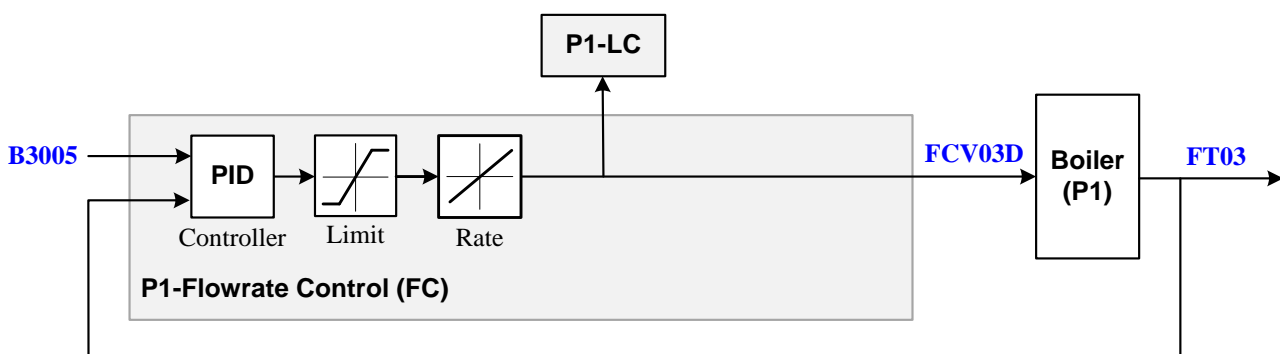 P1-LC
B3005
PID
Controller
Limit
Rate
FCV03D
Boiler
(P1)
FT03
P1-Flowrate Control (FC)